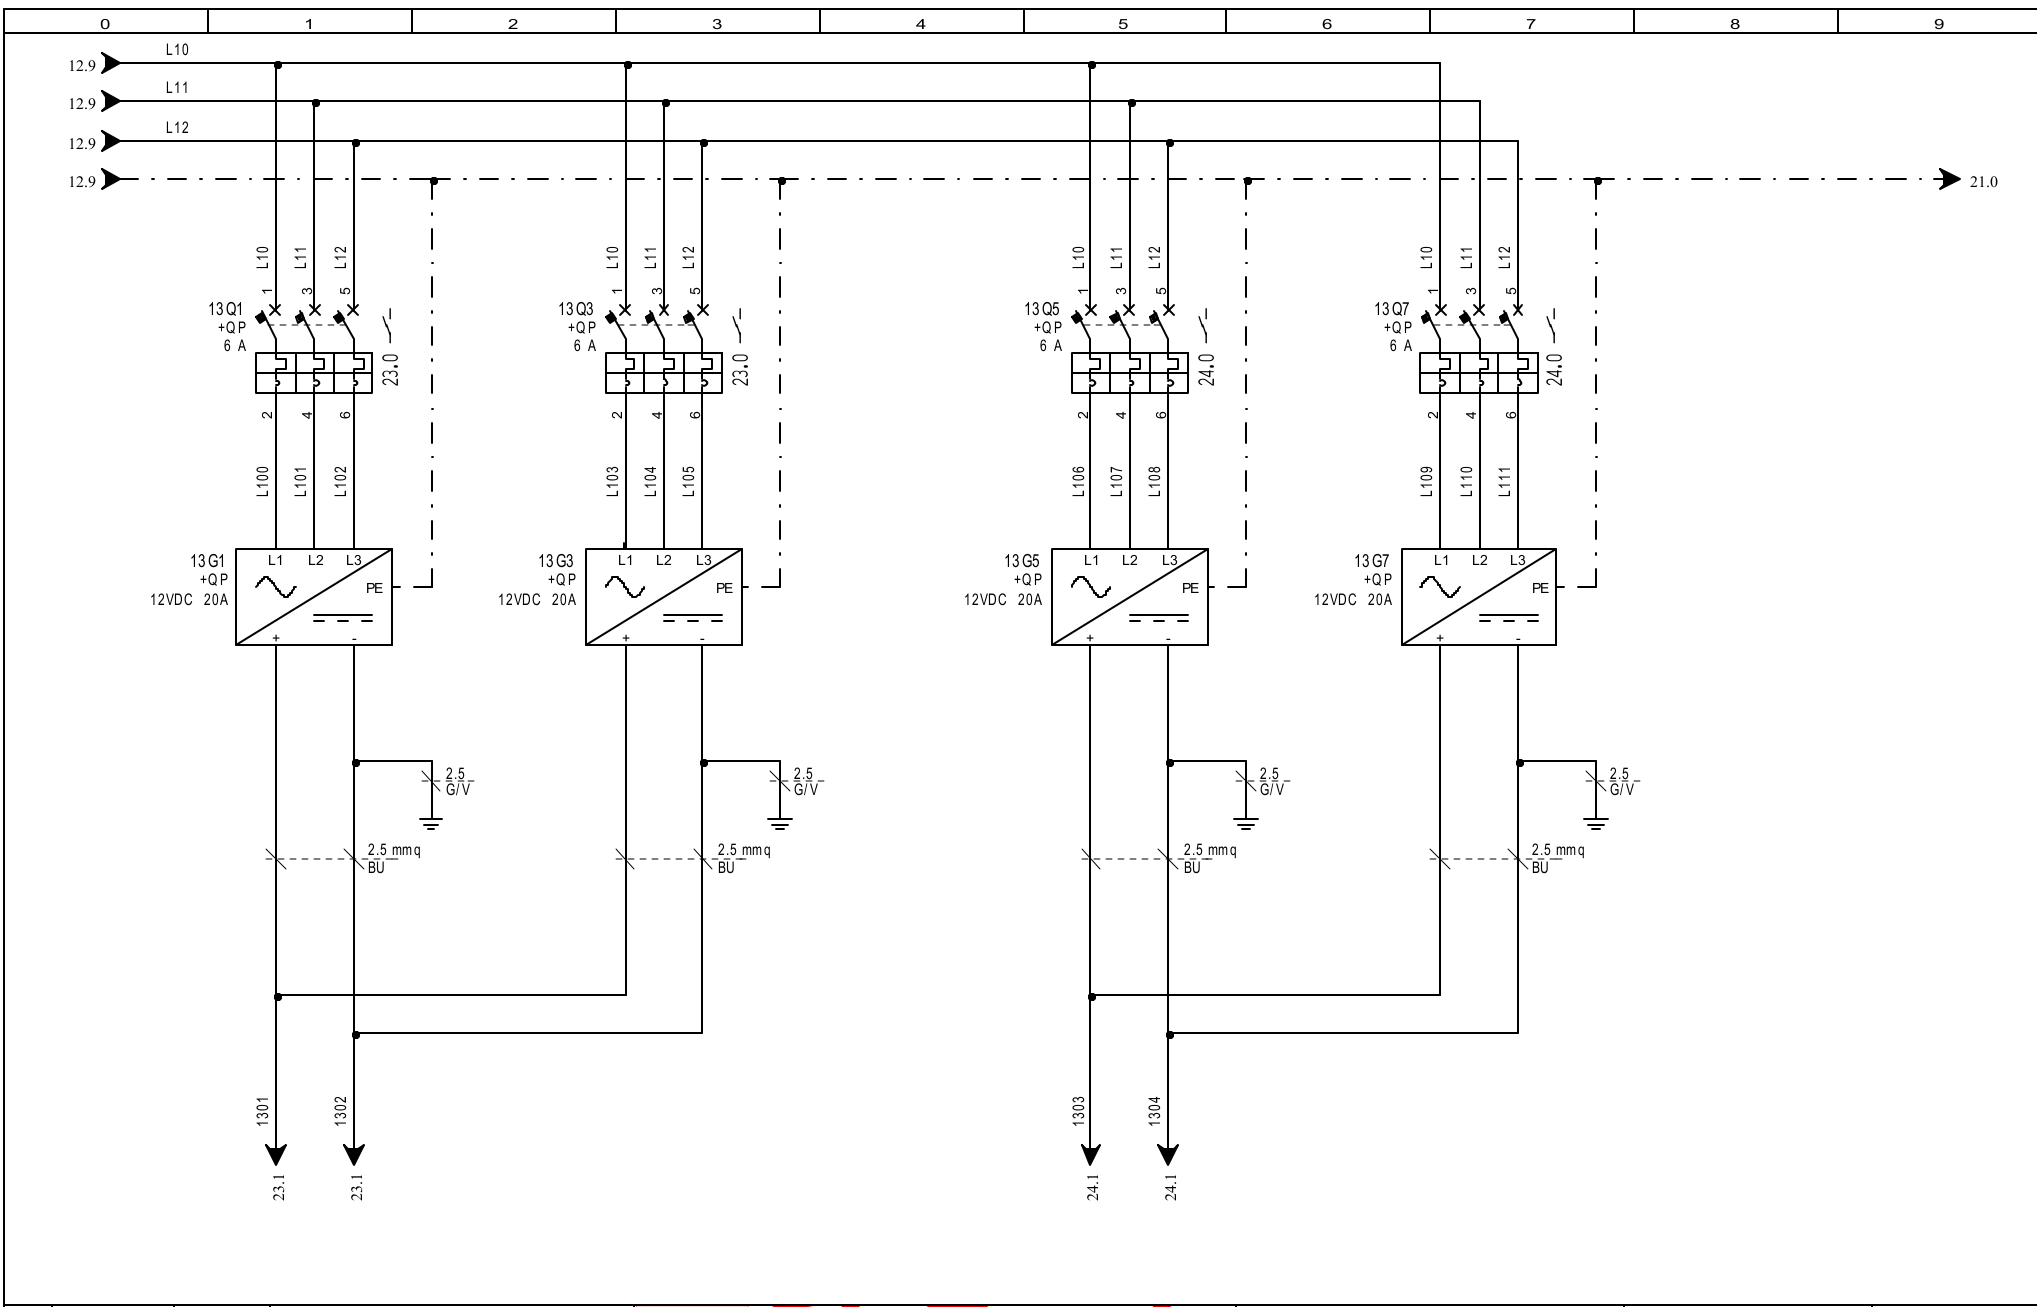 0 1 2 3 4 5 6 7 8 9
L10
12.9
L11
12.9
L12
12.9
12.9 21.0
L10 L11 L12 L10 L11 L12 L10 L11 L12 L10 L11 L12
1 3 5 1 3 5 1 3 5 1 3 5
13Q1 13Q3 13Q5 13Q7
+QP +QP +QP +QP
6 A 6 A 6 A 6 A
23.0 23.0 24.0 24.0
2 4 6 2 4 6 2 4 6 2 4 6
L100 L101 L102 L103 L104 L105 L106 L107 L108 L109 L110 L111
13G1 L1 L2 L3 13G3 L1 L2 L3 13G5 L1 L2 L3 13G7 L1 L2 L3
+QP PE +QP PE +QP PE +QP PE
12VDC 20A 12VDC 20A 12VDC 20A 12VDC 20A
+ - + - + - + -
2.5 2.5 2.5 2.5
G/V G/V G/V G/V
2.5 mmq 2.5 mmq 2.5 mmq 2.5 mmq
BU BU BU BU
1301 1302 1303 1304
23.1 23.1 24.1 24.1